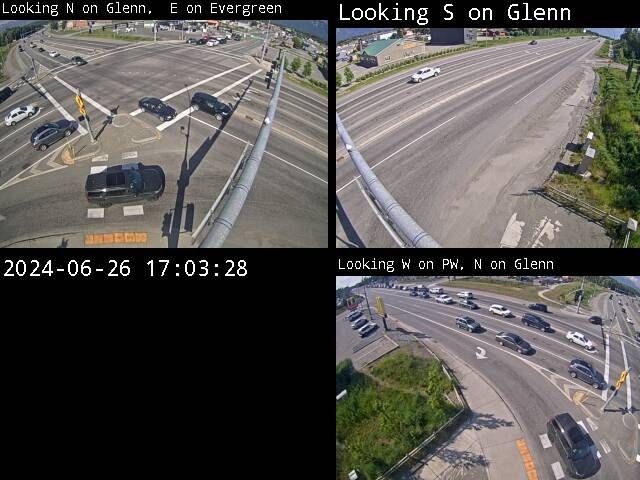 Looking N on Glenn,  E on Evergreen
Looking S on Glenn
2024-06-26 17:03:28
Looking W on PW, N on Glenn